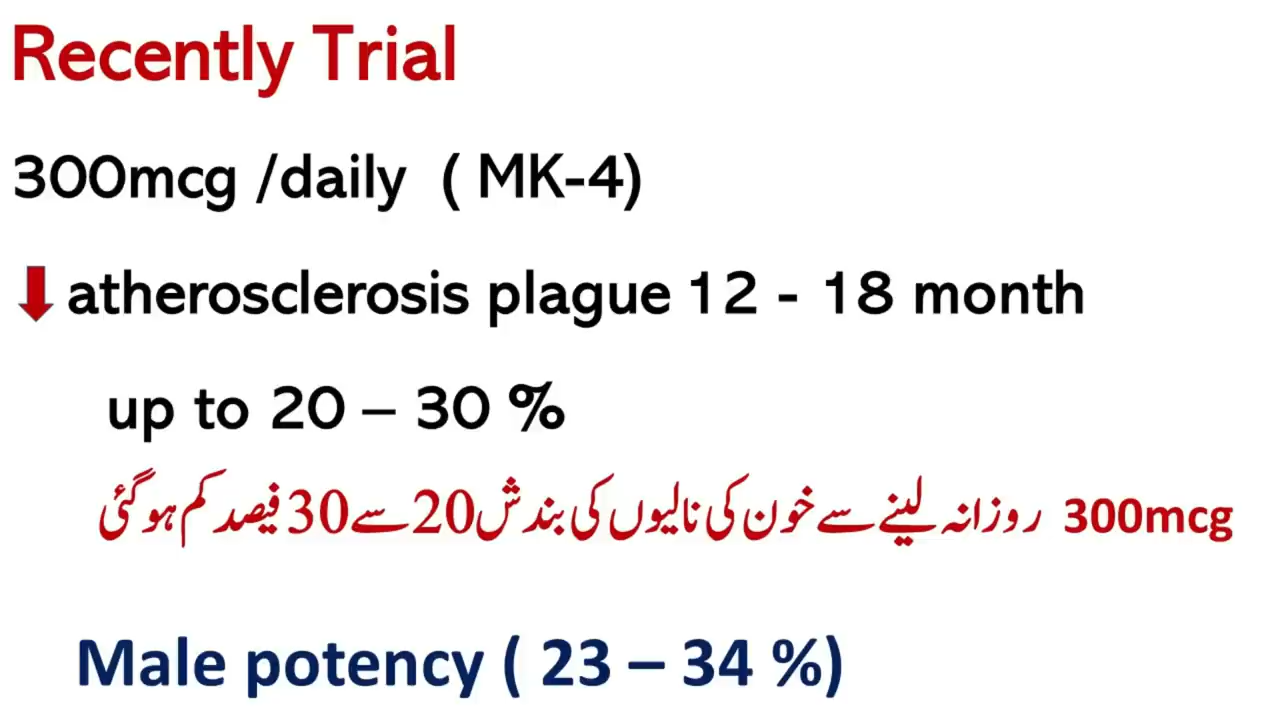 Recently Trial
300mcg /daily ( MK-4)
atherosclerosis plague 12 - 18 month
up to 20 – 30 %
300mcg روزانہ لینے سے خون کی نالیوں کی بندش 20 سے 30 فیصد کم ہوگئی
Male potency ( 23 – 34 %)